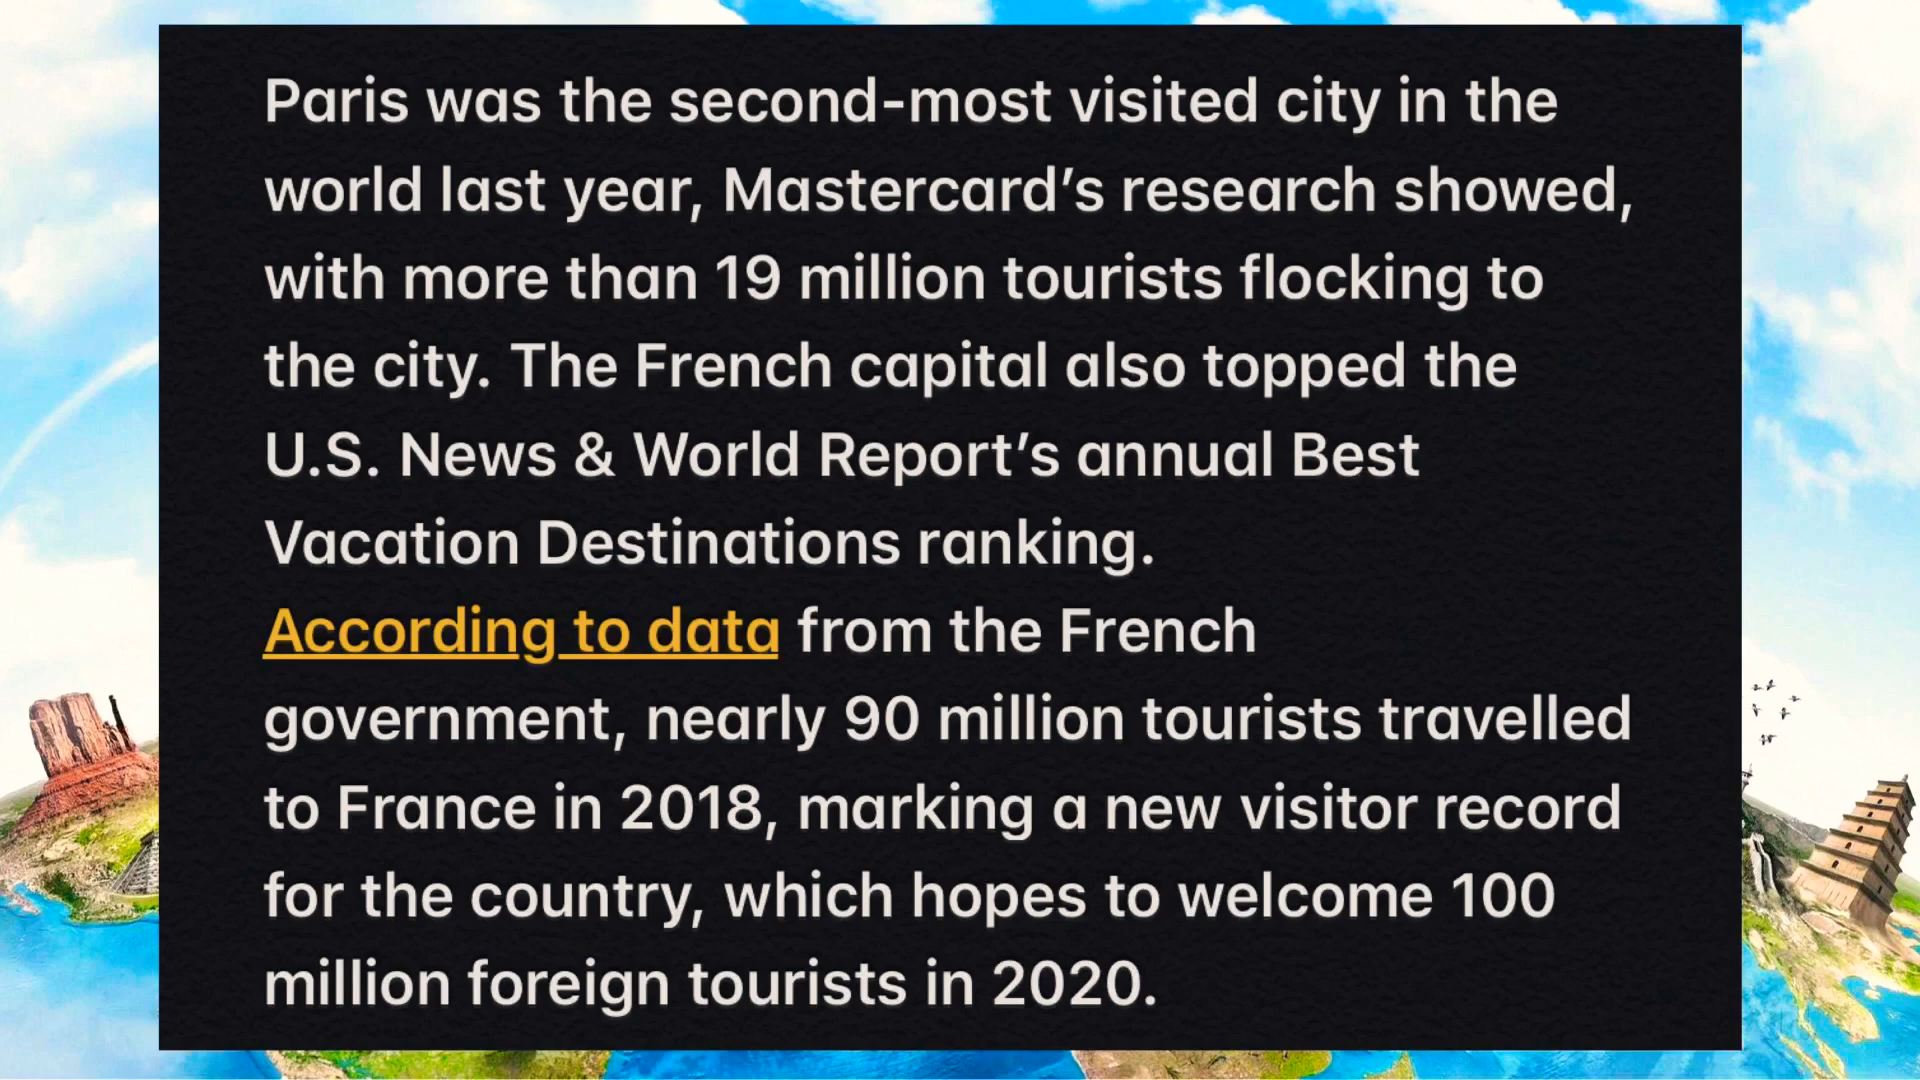 Paris was the second-most visited city in the
world last year, Mastercard’s research showed,
with more than 19 million tourists flocking to
the city. The French capital also topped the
U.S. News & World Report’s annual Best
Vacation Destinations ranking.
According to data from the French
government, nearly 90 million tourists travelled
to France in 2018, marking a new visitor record
for the country, which hopes to welcome 100
million foreign tourists in 2020.